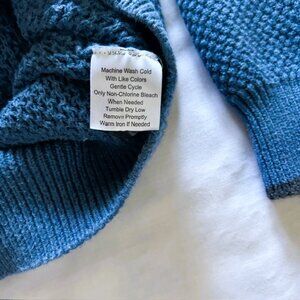 Machine Wash Cold
With Like Colors
Gentle Cycle
Only Non-Chlorine Bleach
When Needed
Tumble Dry Low
Remove Promptly
Warm Iron If Needed